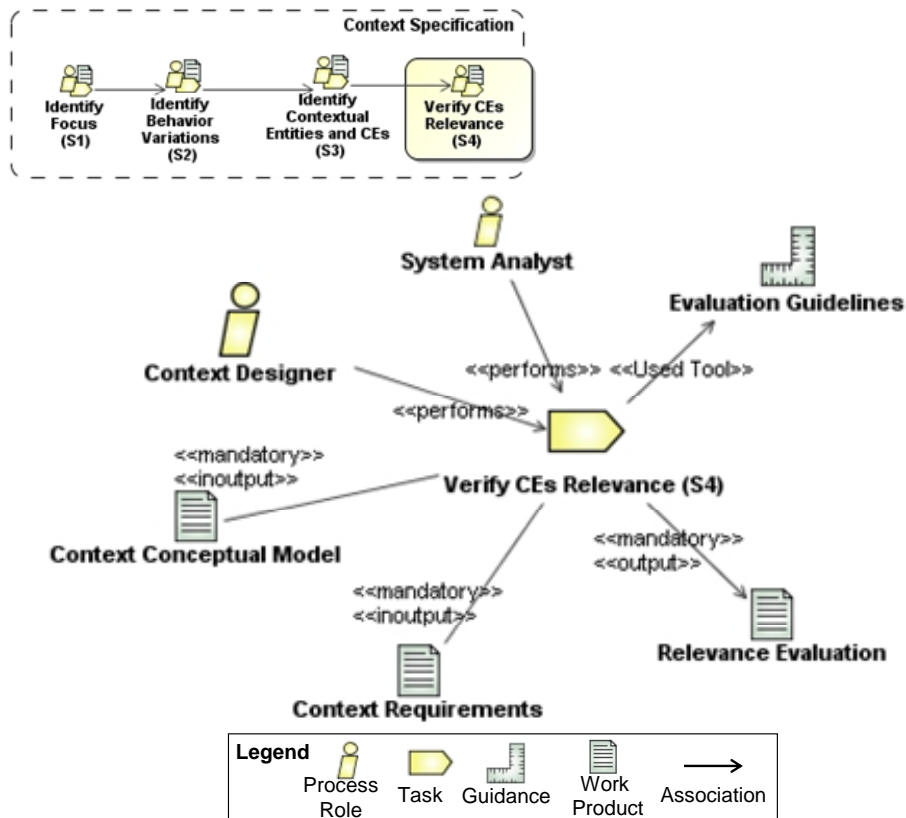 Context Specification
Identify
Focus
(S1)
Identify
Behavior
Variations
(S2)
Identify
Contextual
Entities and CEs
(S3)
Verify CEs
Relevance
(S4)
System Analyst
Evaluation Guidelines
Context Designer
<<performs>>
<<Used Tool>>
<<performs>>
<<mandatory>>
<<inoutput>>
Verify CEs Relevance (S4)
Context Conceptual Model
<<mandatory>>
<<output>>
<<mandatory>>
<<inoutput>>
Relevance Evaluation
Context Requirements
Legend
Process
Role
Task
Guidance
Work
Product
Association